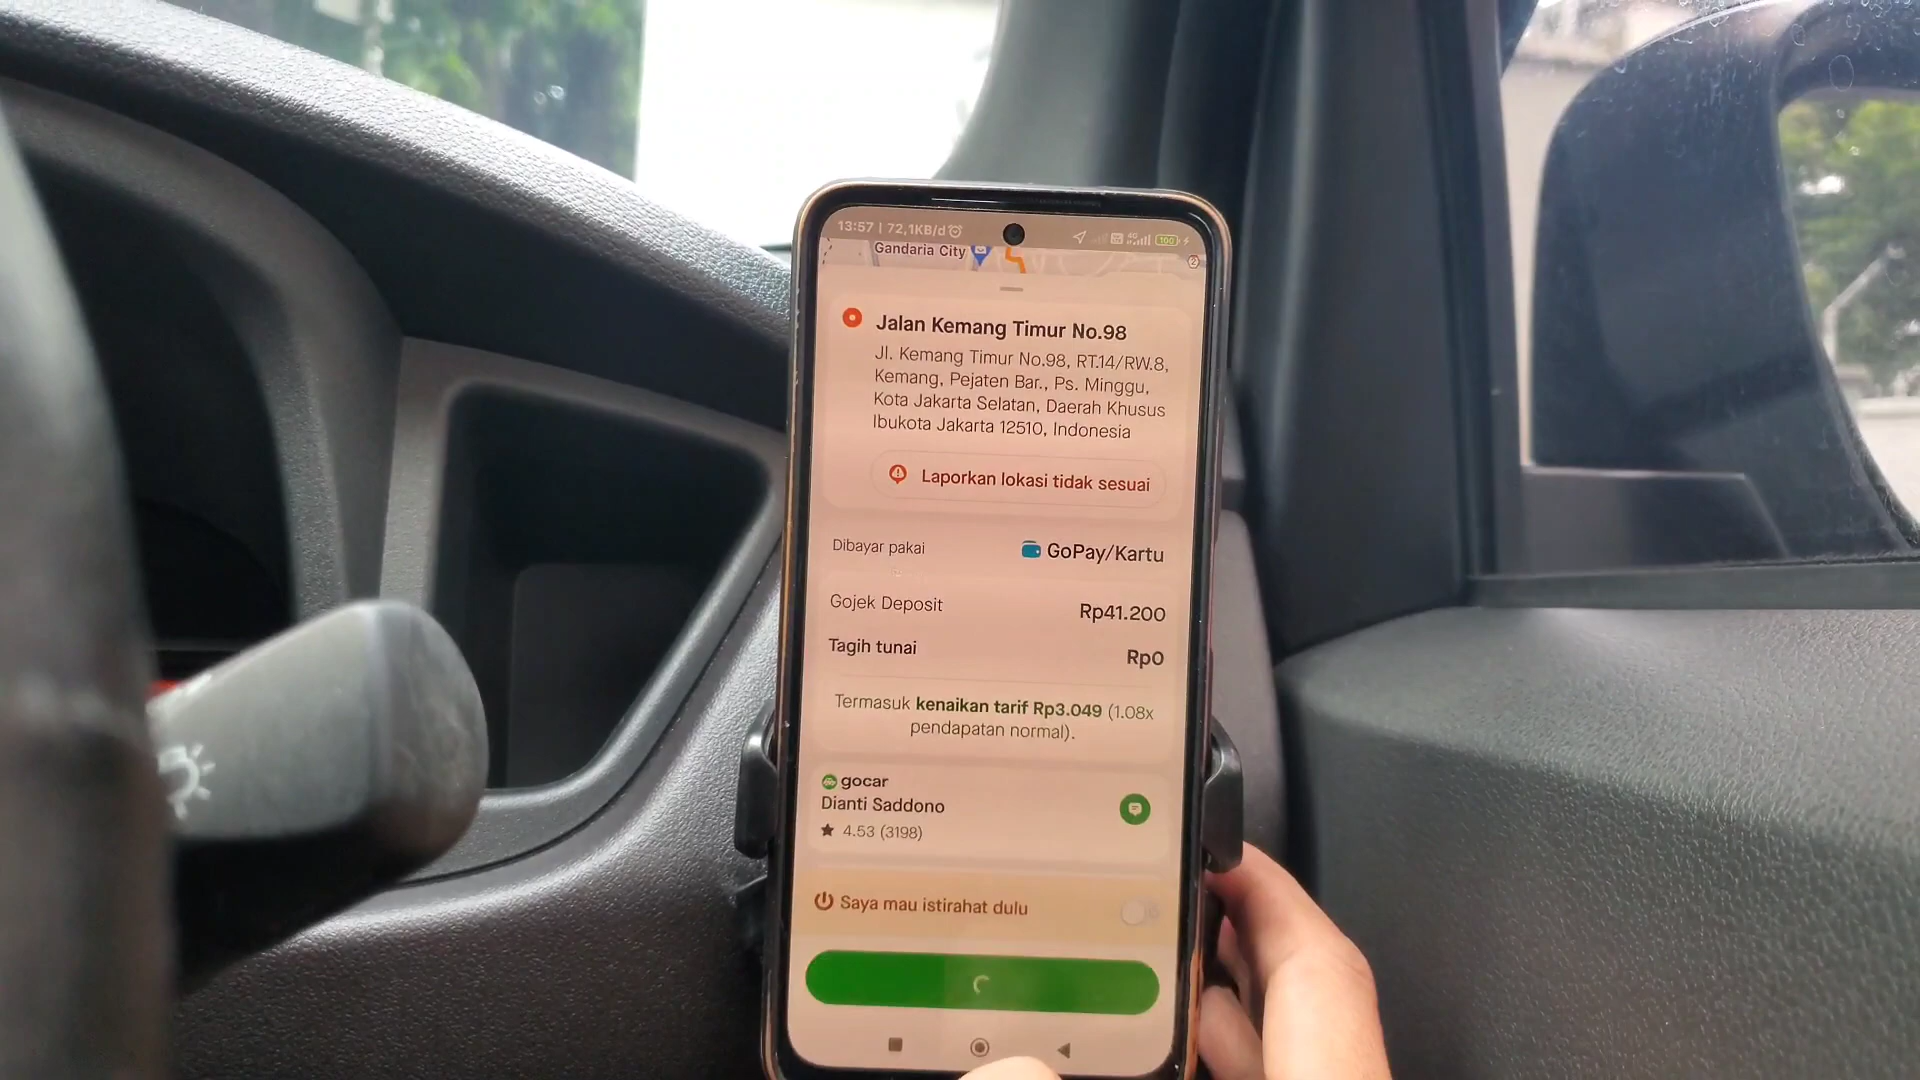 13:57 | 72,1KB/d
4G
100
Gandaria City
2
Jalan Kemang Timur No.98
Jl. Kemang Timur No.98, RT.14/RW.8,
Kemang, Pejaten Bar., Ps. Minggu,
Kota Jakarta Selatan, Daerah Khusus
Ibukota Jakarta 12510, Indonesia
Laporkan lokasi tidak sesuai
Dibayar pakai
GoPay/Kartu
Gojek Deposit
Rp41.200
Tagih tunai
Rp0
Termasuk kenaikan tarif Rp3.049 (1.08x
pendapatan normal).
gocar
Dianti Saddono
4.53 (3198)
Saya mau istirahat dulu